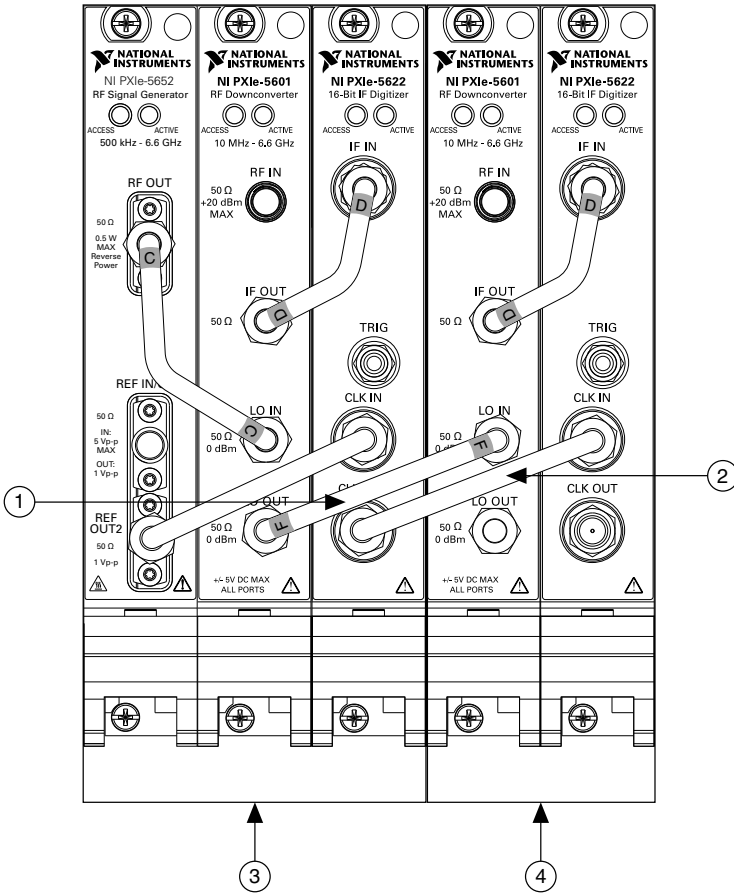 NATIONAL
INSTRUMENTS
NI PXIe-5652
RF Signal Generator
ACCESS ACTIVE
500 kHz - 6.6 GHz
RF OUT
50 Ω
0.5 W
MAX
Reverse
Power
C
REF IN/
50 Ω
IN:
5 Vp-p
MAX
OUT:
1 Vp-p
REF
OUT2
50 Ω
1 Vp-p
NATIONAL
INSTRUMENTS
NI PXIe-5601
RF Downconverter
ACCESS ACTIVE
10 MHz - 6.6 GHz
RF IN
50 Ω
+20 dBm
MAX
IF OUT
50 Ω
D
LO IN
50 Ω
0 dBm
C
OUT
50 Ω
0 dBm
F
+/- 5V DC MAX
ALL PORTS
NATIONAL
INSTRUMENTS
NI PXIe-5622
16-Bit IF Digitizer
ACCESS ACTIVE
IF IN
D
TRIG
CLK IN
NATIONAL
INSTRUMENTS
NI PXIe-5601
RF Downconverter
ACCESS ACTIVE
10 MHz - 6.6 GHz
RF IN
50 Ω
+20 dBm
MAX
IF OUT
50 Ω
D
LO IN
50 Ω
0 dBm
F
LO OUT
50 Ω
0 dBm
+/- 5V DC MAX
ALL PORTS
NATIONAL
INSTRUMENTS
NI PXIe-5622
16-Bit IF Digitizer
ACCESS ACTIVE
IF IN
D
TRIG
CLK IN
CLK OUT
1
2
3
4